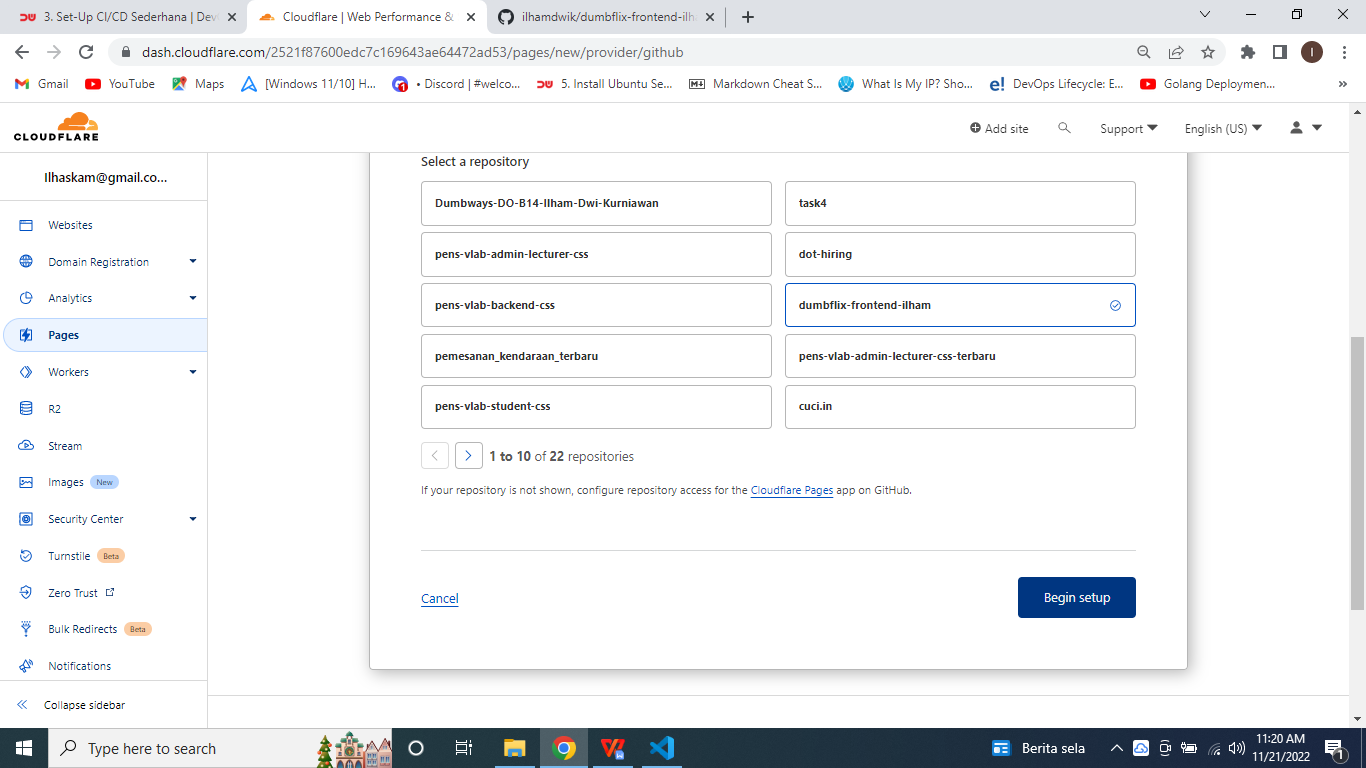 3. Set-Up CI/CD Sederhana | Dev
Cloudflare | Web Performance &
ilhamdwik/dumbflix-frontend-ilha
dash.cloudflare.com/2521f87600edc7c169643ae64472ad53/pages/new/provider/github
I
Gmail
YouTube
Maps
[Windows 11/10] H...
• Discord | #welco...
5. Install Ubuntu Se...
Markdown Cheat S...
What Is My IP? Sho...
DevOps Lifecycle: E...
Golang Deploymen...
CLOUDFLARE
Add site
Support
English (US)
Ilhaskam@gmail.co...
Websites
Domain Registration
Analytics
Pages
Workers
R2
Stream
Images New
Security Center
Turnstile Beta
Zero Trust
Bulk Redirects Beta
Notifications
Collapse sidebar
Select a repository
Dumbways-DO-B14-Ilham-Dwi-Kurniawan
task4
pens-vlab-admin-lecturer-css
dot-hiring
pens-vlab-backend-css
dumbflix-frontend-ilham
pemesanan_kendaraan_terbaru
pens-vlab-admin-lecturer-css-terbaru
pens-vlab-student-css
cuci.in
1 to 10 of 22 repositories
If your repository is not shown, configure repository access for the Cloudflare Pages app on GitHub.
Cancel
Begin setup
Type here to search
Berita sela
11:20 AM
11/21/2022
1